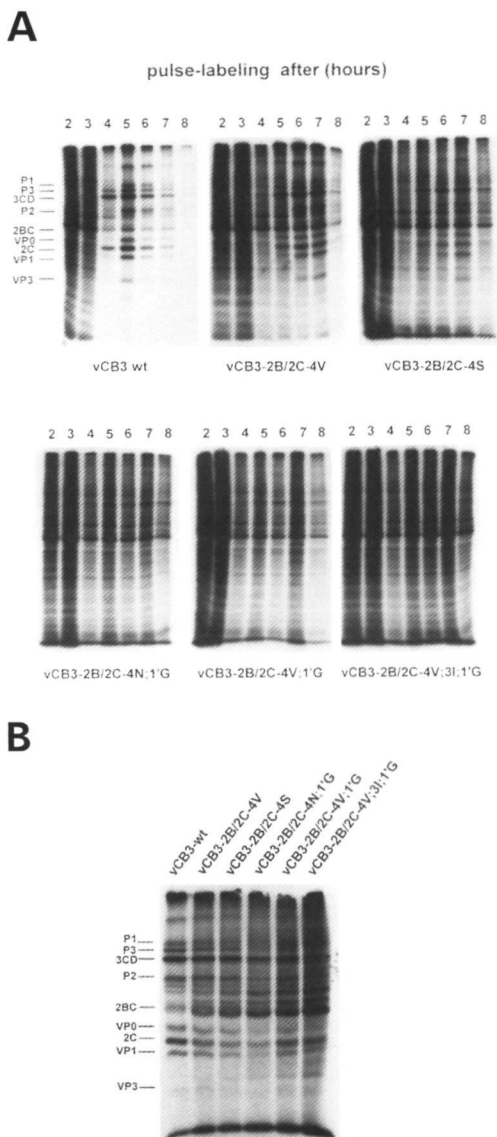 A
pulse-labeling after (hours)
2 3 4 5 6 7 8
2 3 4 5 6 7 8
2 3 4 5 6 7 8
P1
P3
3CD
P2
2BC
VP0
2C
VP1
VP3
vCB3 wt
vCB3-2B/2C-4V
vCB3-2B/2C-4S
2 3 4 5 6 7 8
2 3 4 5 6 7 8
2 3 4 5 6 7 8
vCB3-2B/2C-4N;1'G
vCB3-2B/2C-4V;1'G
vCB3-2B/2C-4V;3I;1'G
B
vCB3-wt
vCB3-2B/2C-4V
vCB3-2B/2C-4S
vCB3-2B/2C-4N;1'G
vCB3-2B/2C-4V;1'G
vCB3-2B/2C-4V;3I;1'G
P1
P3
3CD
P2
2BC
VP0
2C
VP1
VP3